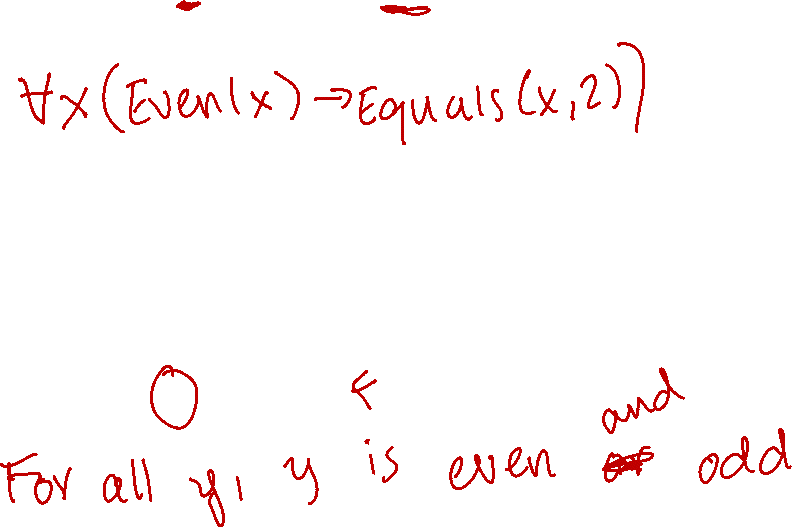 ∀x(Even(x)→Equals(x,2))
F
and
For all y, y is even odd